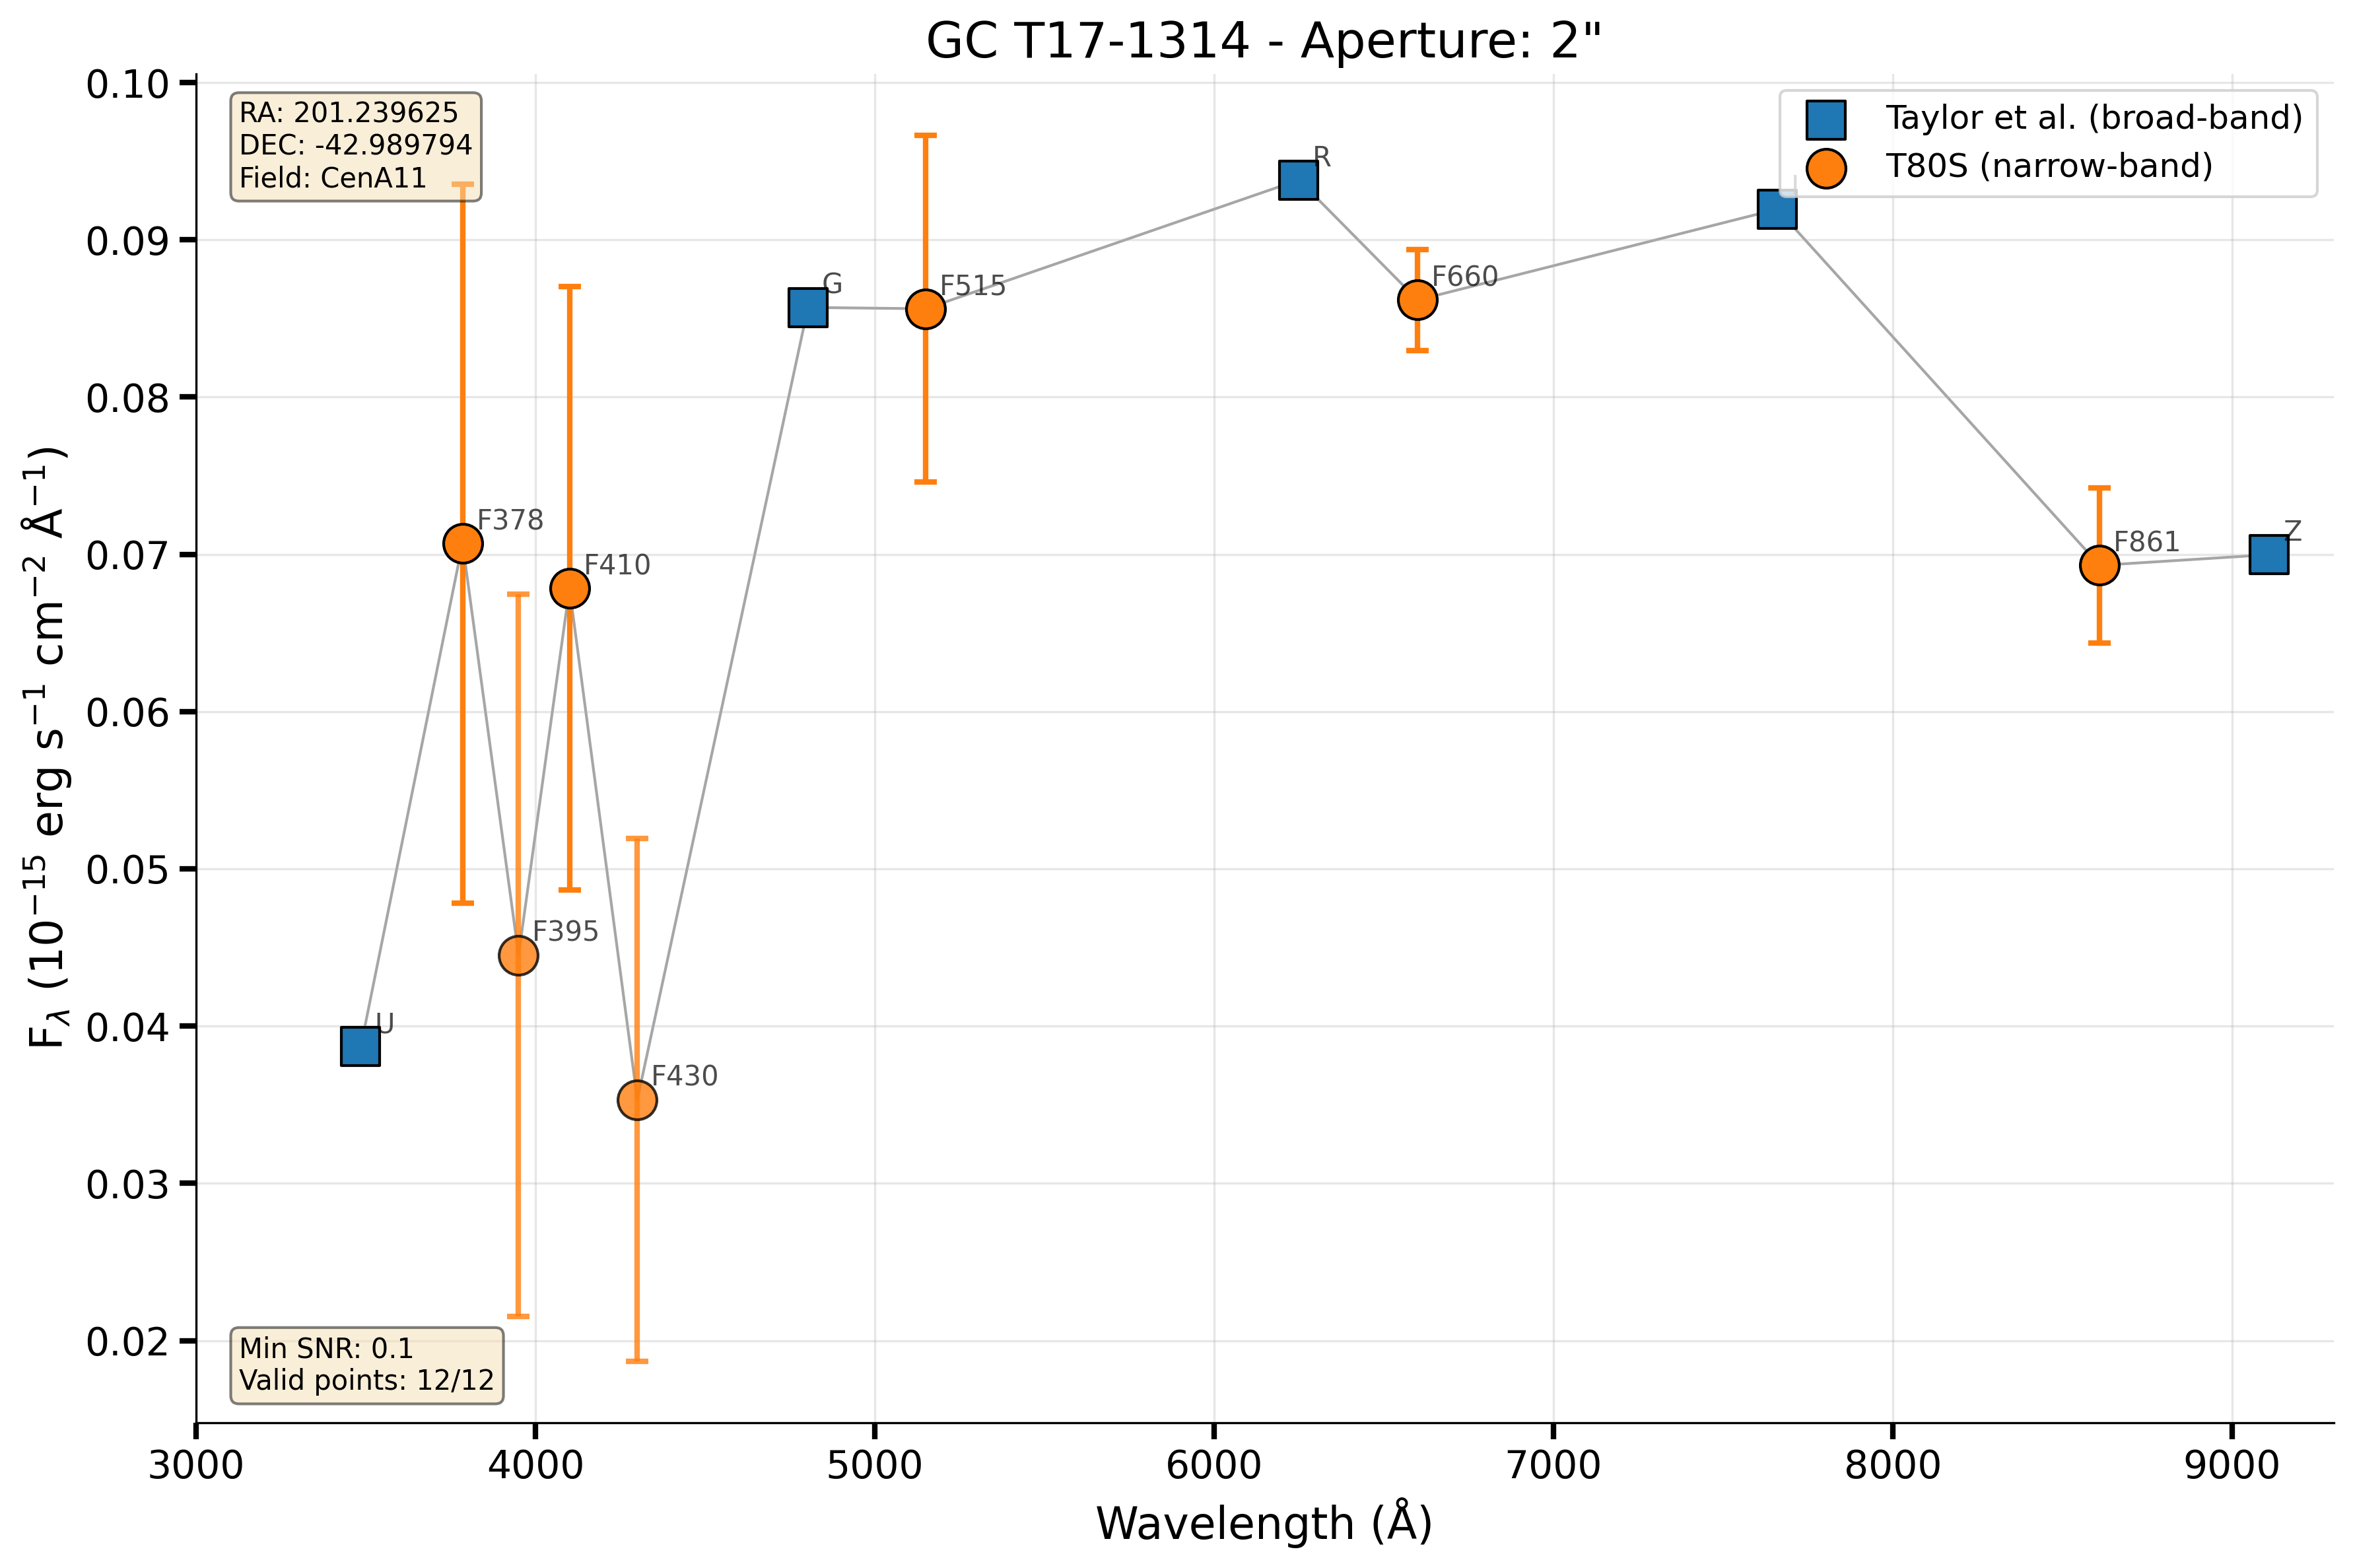 GC T17-1314 - Aperture: 2"
RA: 201.239625
DEC: -42.989794
Field: CenA11
Taylor et al. (broad-band)
T80S (narrow-band)
0.10
0.09
0.08
0.07
0.06
0.05
0.04
0.03
0.02
F_λ (10⁻¹⁵ erg s⁻¹ cm⁻² Å⁻¹)
U
F378
F395
F410
F430
G
F515
R
F660
F861
Z
Min SNR: 0.1
Valid points: 12/12
3000 4000 5000 6000 7000 8000 9000
Wavelength (Å)